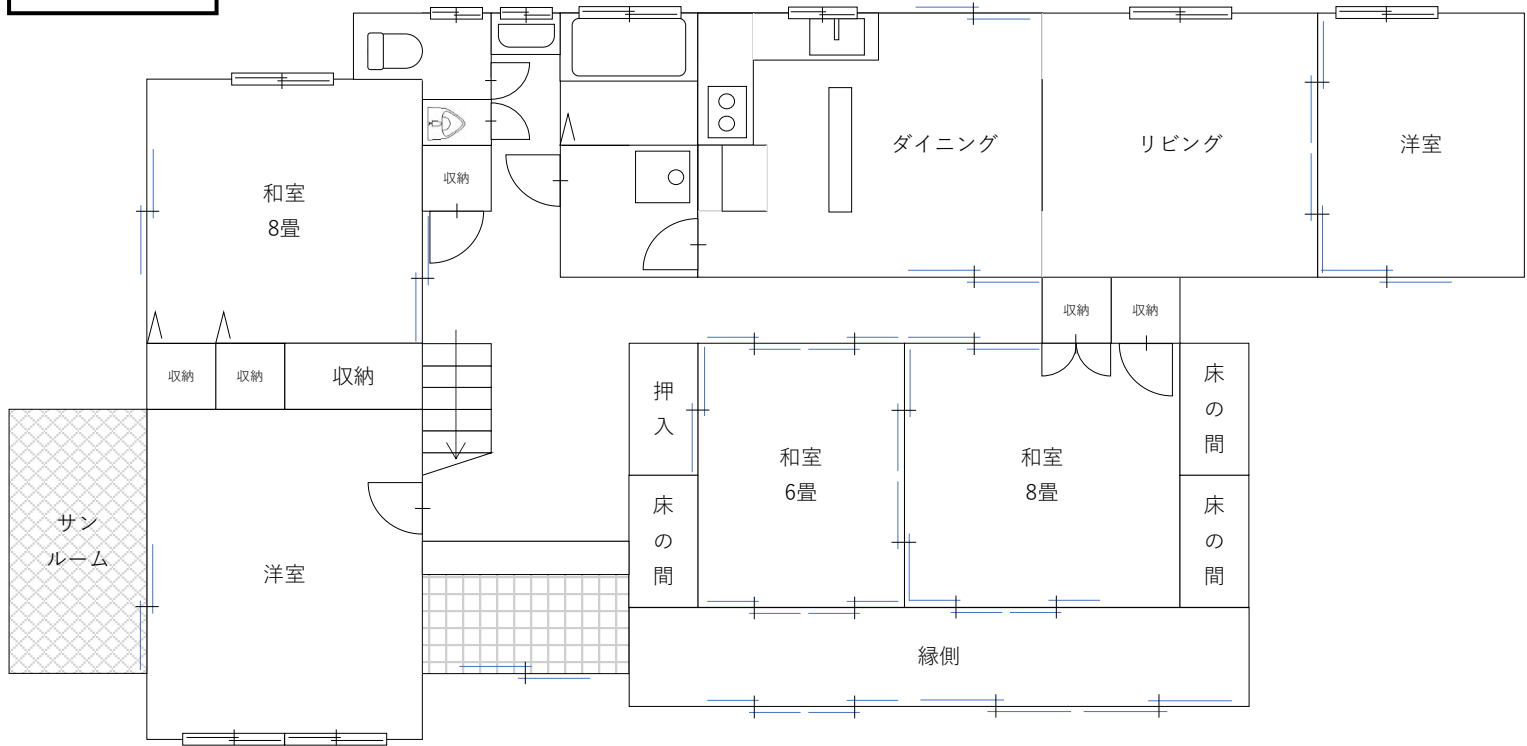 ダイニング
リビング
洋室
和室
8畳
収納
収納
収納
収納
収納
収納
押入
床の間
和室
6畳
和室
8畳
床の間
床の間
サン
ルーム
洋室
縁側